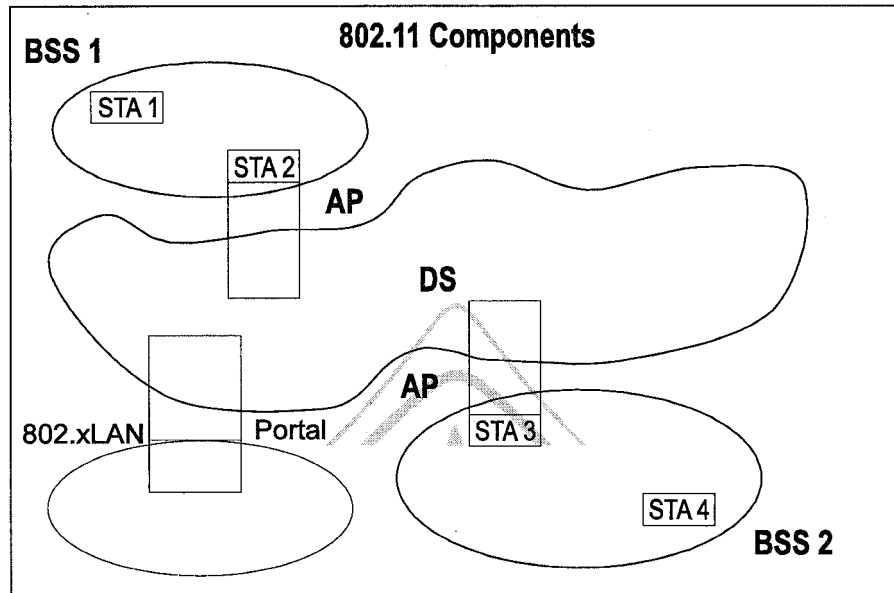 802.11 Components
BSS 1
STA 1
STA 2
AP
DS
AP
802.xLAN
Portal
STA 3
STA 4
BSS 2